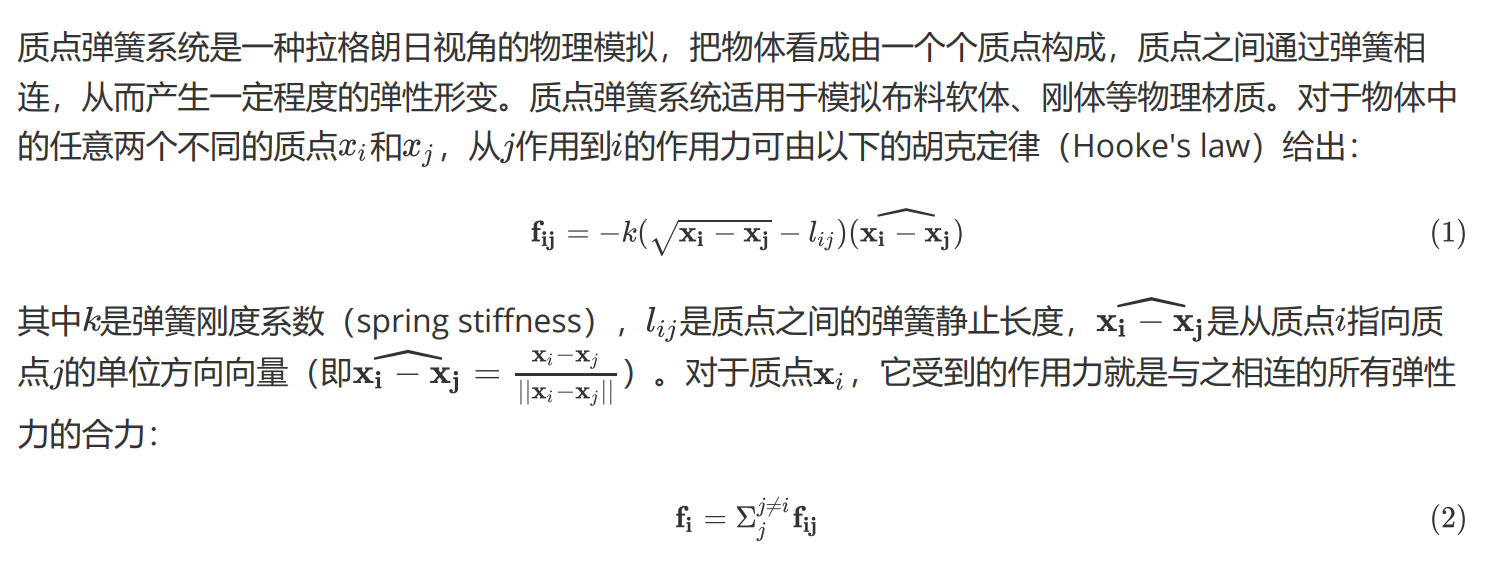 质点弹簧系统是一种拉格朗日视角的物理模拟，把物体看成由一个个质点构成，质点之间通过弹簧相
连，从而产生一定程度的弹性形变。质点弹簧系统适用于模拟布料软体、刚体等物理材质。对于物体中
的任意两个不同的质点$x_i$和$x_j$，从$j$作用到$i$的作用力可由以下的胡克定律（Hooke's law）给出：
$\mathbf{f_{ij}} = -k(\sqrt{\mathbf{x_i} - \mathbf{x_j}} - l_{ij})(\widehat{\mathbf{x_i} - \mathbf{x_j}})$ (1)
其中$k$是弹簧刚度系数（spring stiffness），$l_{ij}$是质点之间的弹簧静止长度，$\widehat{\mathbf{x_i} - \mathbf{x_j}}$是从质点$i$指向质
点$j$的单位方向向量（即$\widehat{\mathbf{x_i} - \mathbf{x_j}} = \frac{\mathbf{x}_i - \mathbf{x}_j}{||\mathbf{x}_i - \mathbf{x}_j||}$）。对于质点$\mathbf{x}_i$，它受到的作用力就是与之相连的所有弹性
力的合力：
$\mathbf{f_i} = \Sigma_j^{j \neq i} \mathbf{f_{ij}}$ (2)